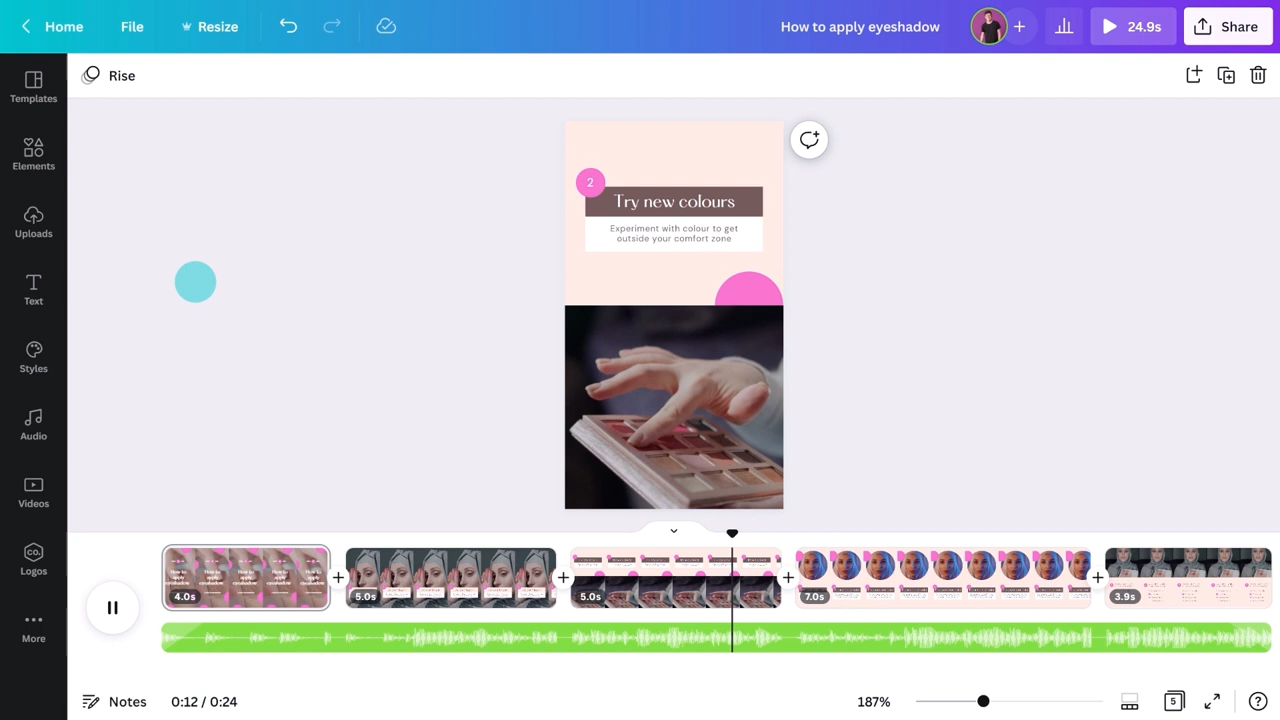 Home
File
Resize
How to apply eyeshadow
24.9s
Share
Templates
Elements
Uploads
Text
Styles
Audio
Videos
co.
Logos
More
Rise
2
Try new colours
Experiment with colour to get
outside your comfort zone
4.0s
5.0s
5.0s
7.0s
3.9s
Notes
0:12 / 0:24
187%
5
?